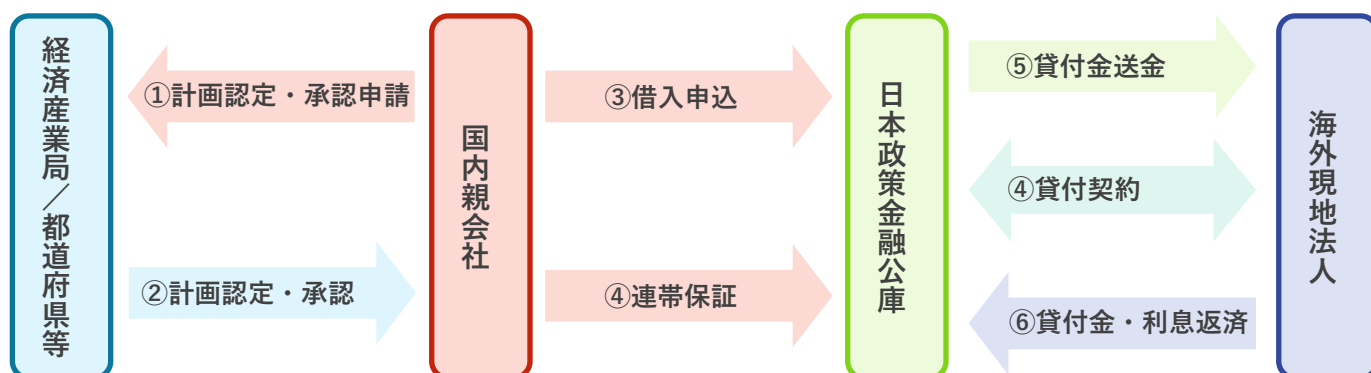 経済産業局／都道府県等
①計画認定・承認申請
②計画認定・承認
国内親会社
③借入申込
④連帯保証
日本政策金融公庫
⑤貸付金送金
④貸付契約
⑥貸付金・利息返済
海外現地法人